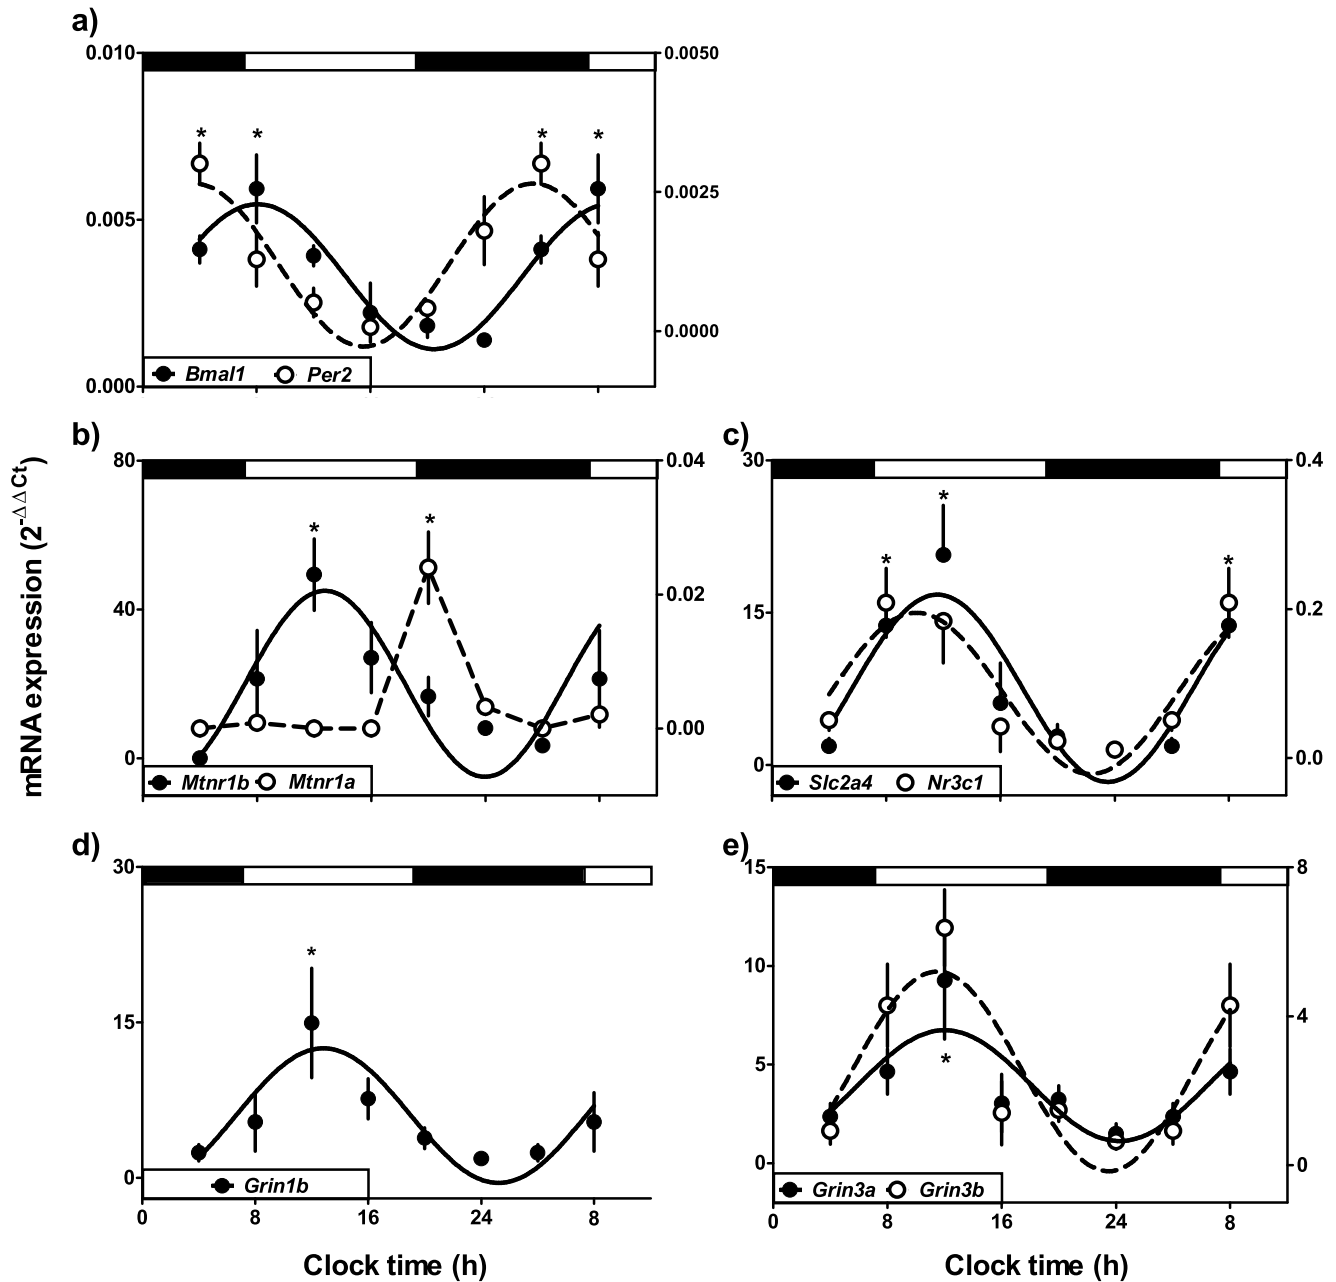 a)
0.010
0.0050
* * * *
0.005
0.0025
0.0000
0.000
Bmal1 Per2
b)
c)
80
0.04
30
0.4
* *
* * *
40
0.02
15
0.2
0
0.00
0
0.0
Mtnr1b Mtnr1a
Slc2a4 Nr3c1
mRNA expression (2^-ΔΔCt)
d)
e)
30
15
8
*
10
15
4
5
*
0
0
0
Grin1b
Grin3a Grin3b
0 8 16 24 8
0 8 16 24 8
Clock time (h)
Clock time (h)